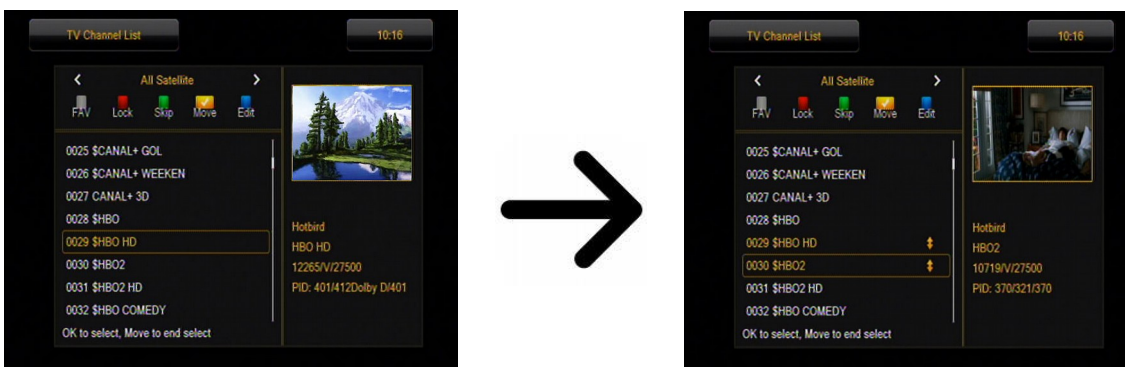 TV Channel List
10:16
All Satellite
FAV Lock Skip Move Edit
0025 $CANAL+ GOL
0026 $CANAL+ WEEKEN
0027 CANAL+ 3D
0028 $HBO
0029 $HBO HD
0030 $HBO2
0031 $HBO2 HD
0032 $HBO COMEDY
OK to select, Move to end select
Hotbird
HBO HD
12265/V/27500
PID: 401/412Dolby D/401
TV Channel List
10:16
All Satellite
FAV Lock Skip Move Edit
0025 $CANAL+ GOL
0026 $CANAL+ WEEKEN
0027 CANAL+ 3D
0028 $HBO
0029 $HBO HD
0030 $HBO2
0031 $HBO2 HD
0032 $HBO COMEDY
OK to select, Move to end select
Hotbird
HBO2
10719/V/27500
PID: 370/321/370